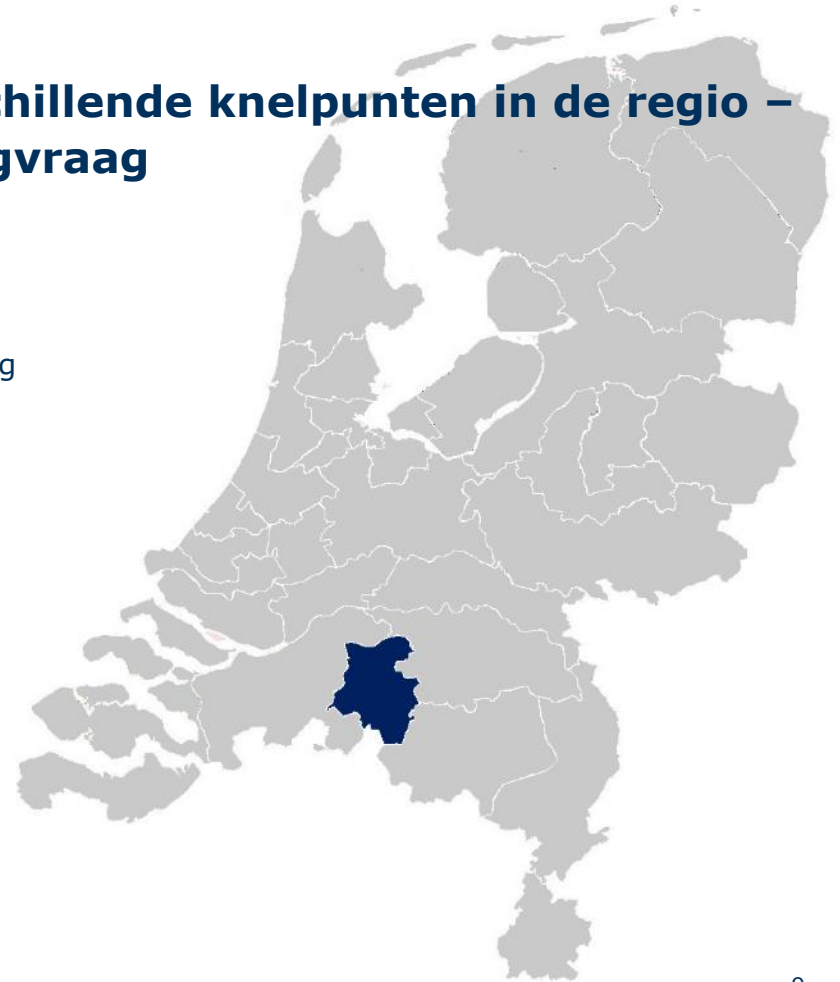 chillende knelpunten in de regio –
gvraag
g